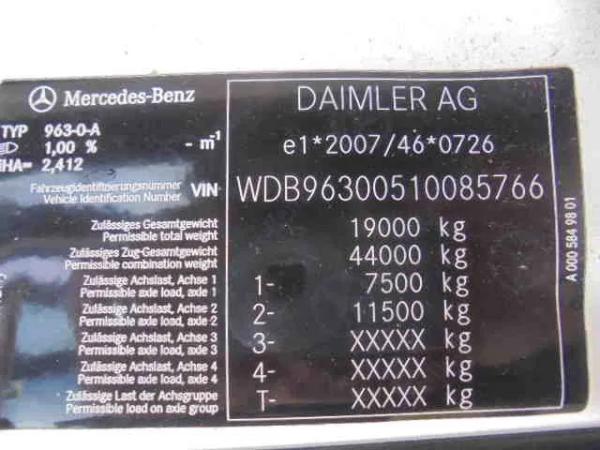 Mercedes-Benz DAIMLER AG
TYP 963-0-A
1,00 % - m⁻¹ e1*2007/46*0726
HA= 2,412
Fahrzeugidentifizierungsnummer VIN WDB96300510085766
Vehicle Identification Number
Zulässiges Gesamtgewicht 19000 kg
Permissible total weight
Zulässiges Zug-Gesamtgewicht 44000 kg
Permissible combination weight
Zulässige Achslast, Achse 1 1- 7500 kg
Permissible axle load, axle 1
Zulässige Achslast, Achse 2 2- 11500 kg
Permissible axle load, axle 2
Zulässige Achslast, Achse 3 3- XXXXX kg
Permissible axle load, axle 3
Zulässige Achslast, Achse 4 4- XXXXX kg
Permissible axle load, axle 4
Zulässige Last der Achsgruppe T- XXXXX kg
Permissible load on axle group
A 000 584 98 01